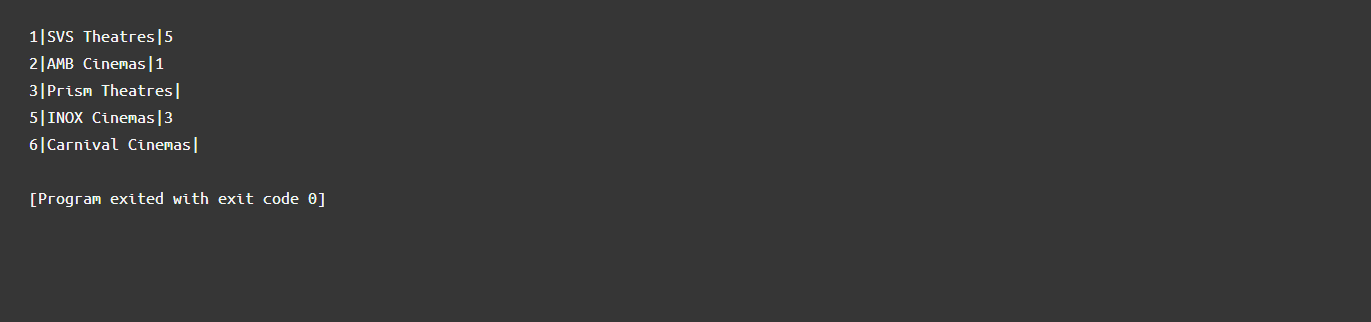 1|SVS Theatres|5
2|AMB Cinemas|1
3|Prism Theatres|
5|INOX Cinemas|3
6|Carnival Cinemas|
[Program exited with exit code 0]